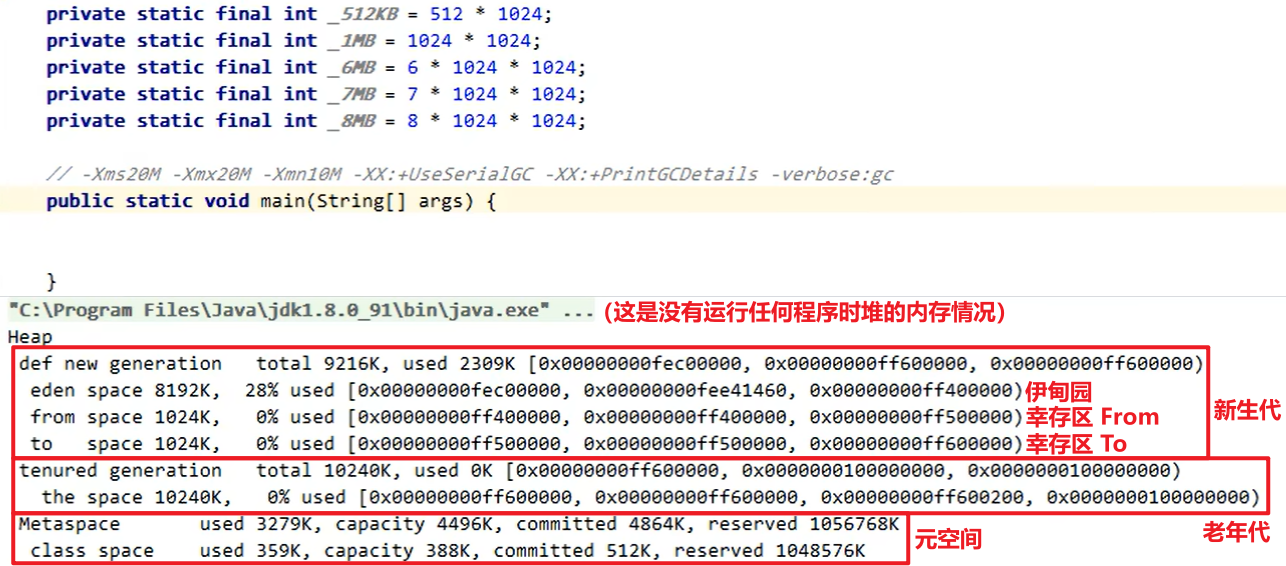 private static final int _512KB = 512 * 1024;
private static final int _1MB = 1024 * 1024;
private static final int _6MB = 6 * 1024 * 1024;
private static final int _7MB = 7 * 1024 * 1024;
private static final int _8MB = 8 * 1024 * 1024;
// -Xms20M -Xmx20M -Xmn10M -XX:+UseSerialGC -XX:+PrintGCDetails -verbose:gc
public static void main(String[] args) {
}
"C:\Program Files\Java\jdk1.8.0_91\bin\java.exe" ... (这是没有运行任何程序时堆的内存情况)
Heap
def new generation total 9216K, used 2309K [0x00000000fec00000, 0x00000000ff600000, 0x00000000ff600000)
eden space 8192K, 28% used [0x00000000fec00000, 0x00000000fee41460, 0x00000000ff400000) 伊甸园
from space 1024K, 0% used [0x00000000ff400000, 0x00000000ff400000, 0x00000000ff500000) 幸存区 From
to space 1024K, 0% used [0x00000000ff500000, 0x00000000ff500000, 0x00000000ff600000) 幸存区 To
新生代
tenured generation total 10240K, used 0K [0x00000000ff600000, 0x0000000100000000, 0x0000000100000000)
the space 10240K, 0% used [0x00000000ff600000, 0x00000000ff600000, 0x00000000ff600200, 0x0000000100000000)
老年代
Metaspace used 3279K, capacity 4496K, committed 4864K, reserved 1056768K
class space used 359K, capacity 388K, committed 512K, reserved 1048576K
元空间